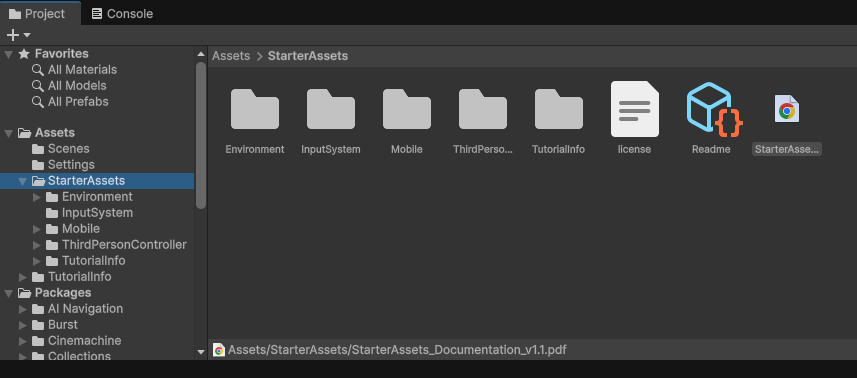 Project
Console
Favorites
All Materials
All Models
All Prefabs
Assets
Scenes
Settings
StarterAssets
Environment
InputSystem
Mobile
ThirdPersonController
TutorialInfo
TutorialInfo
Packages
AI Navigation
Burst
Cinemachine
Collections
Assets > StarterAssets
Environment
InputSystem
Mobile
ThirdPerso...
TutorialInfo
license
Readme
StarterAsse...
Assets/StarterAssets/StarterAssets_Documentation_v1.1.pdf